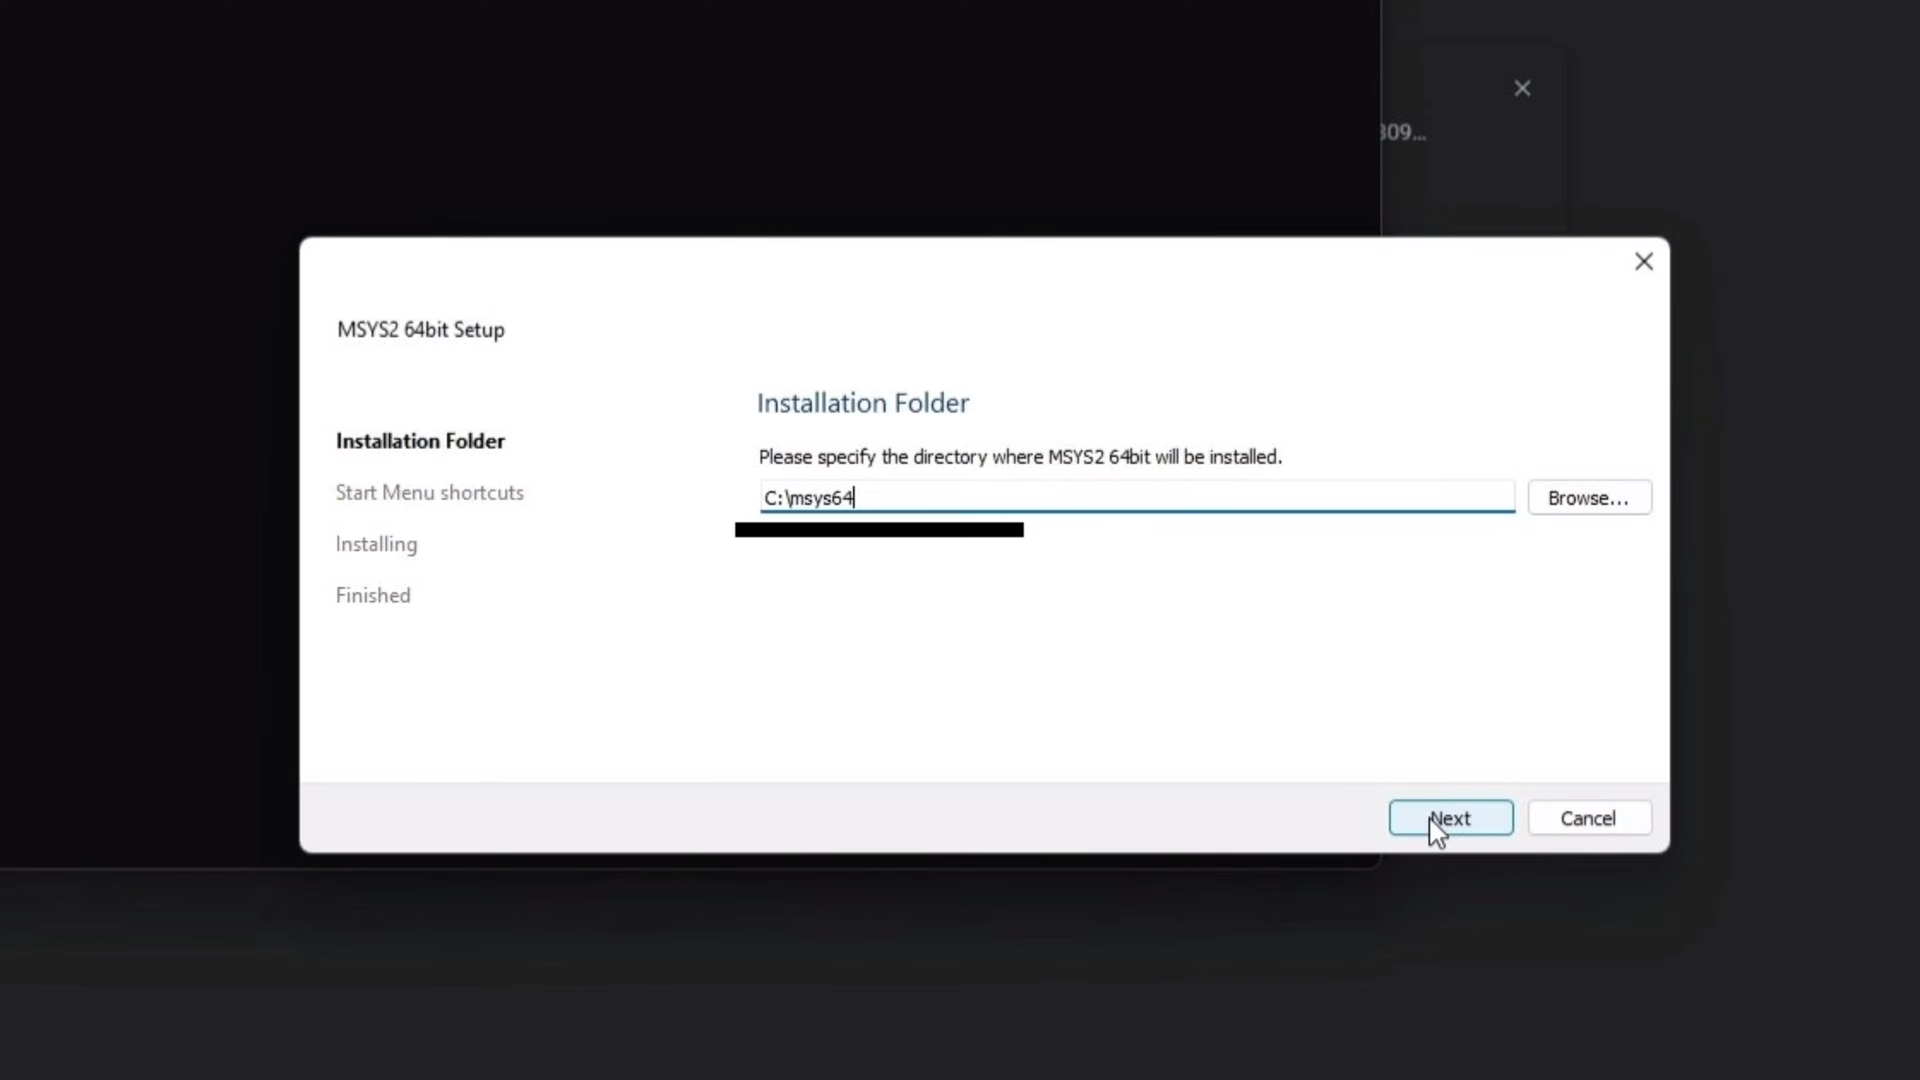 309...
MSYS2 64bit Setup
Installation Folder
Start Menu shortcuts
Installing
Finished
Installation Folder
Please specify the directory where MSYS2 64bit will be installed.
C:\msys64
Browse...
Next
Cancel